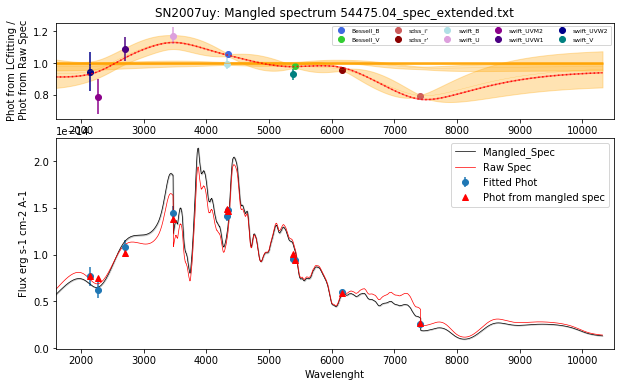 SN2007uy: Mangled spectrum 54475.04_spec_extended.txt
Phot from LCfitting /
Phot from Raw Spec
1.2
1.0
0.8
Bessell_B
Bessell_V
sdss_i'
sdss_r'
swift_B
swift_U
swift_UVM2
swift_UVW1
swift_UVW2
swift_V
2000 3000 4000 5000 6000 7000 8000 9000 10000
1e−14
Flux erg s-1 cm-2 A-1
2.0
1.5
1.0
0.5
0.0
Mangled_Spec
Raw Spec
Fitted Phot
Phot from mangled spec
2000 3000 4000 5000 6000 7000 8000 9000 10000
Wavelenght